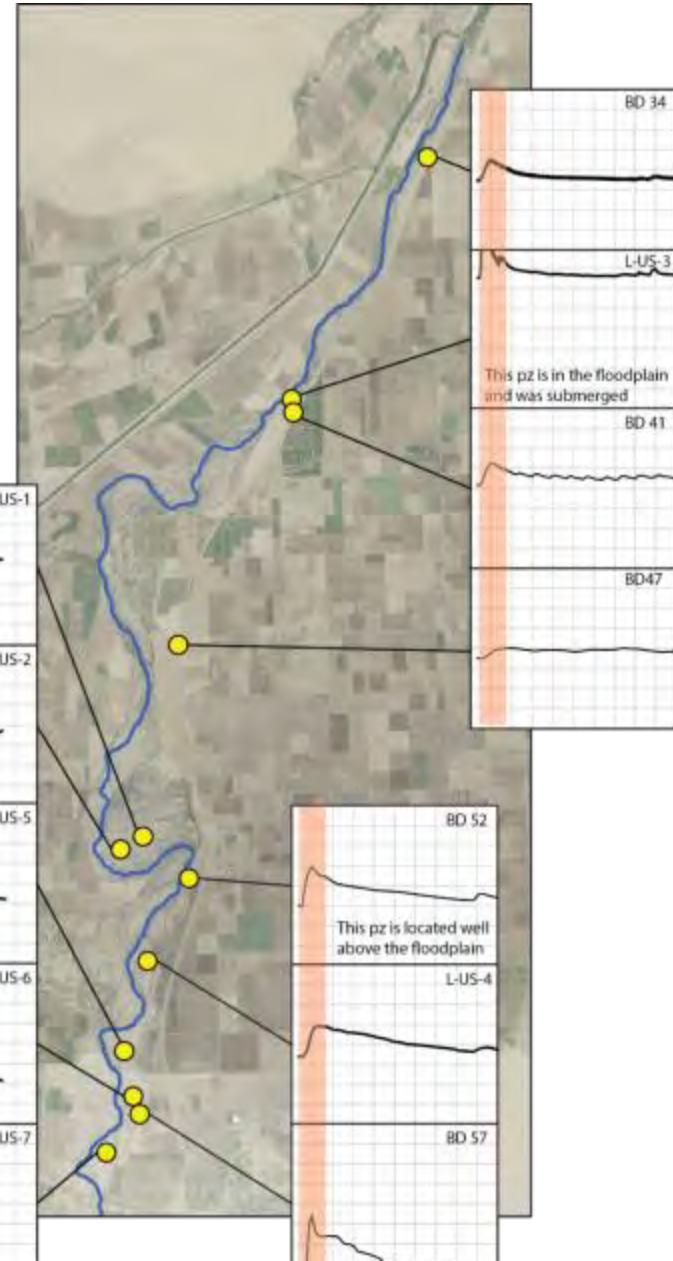 BD 34
L-US-3
This pz is in the floodplain
and was submerged
BD 41
BD47
US-1
US-2
US-5
US-6
US-7
BD 52
This pz is located well
above the floodplain
L-US-4
BD 57